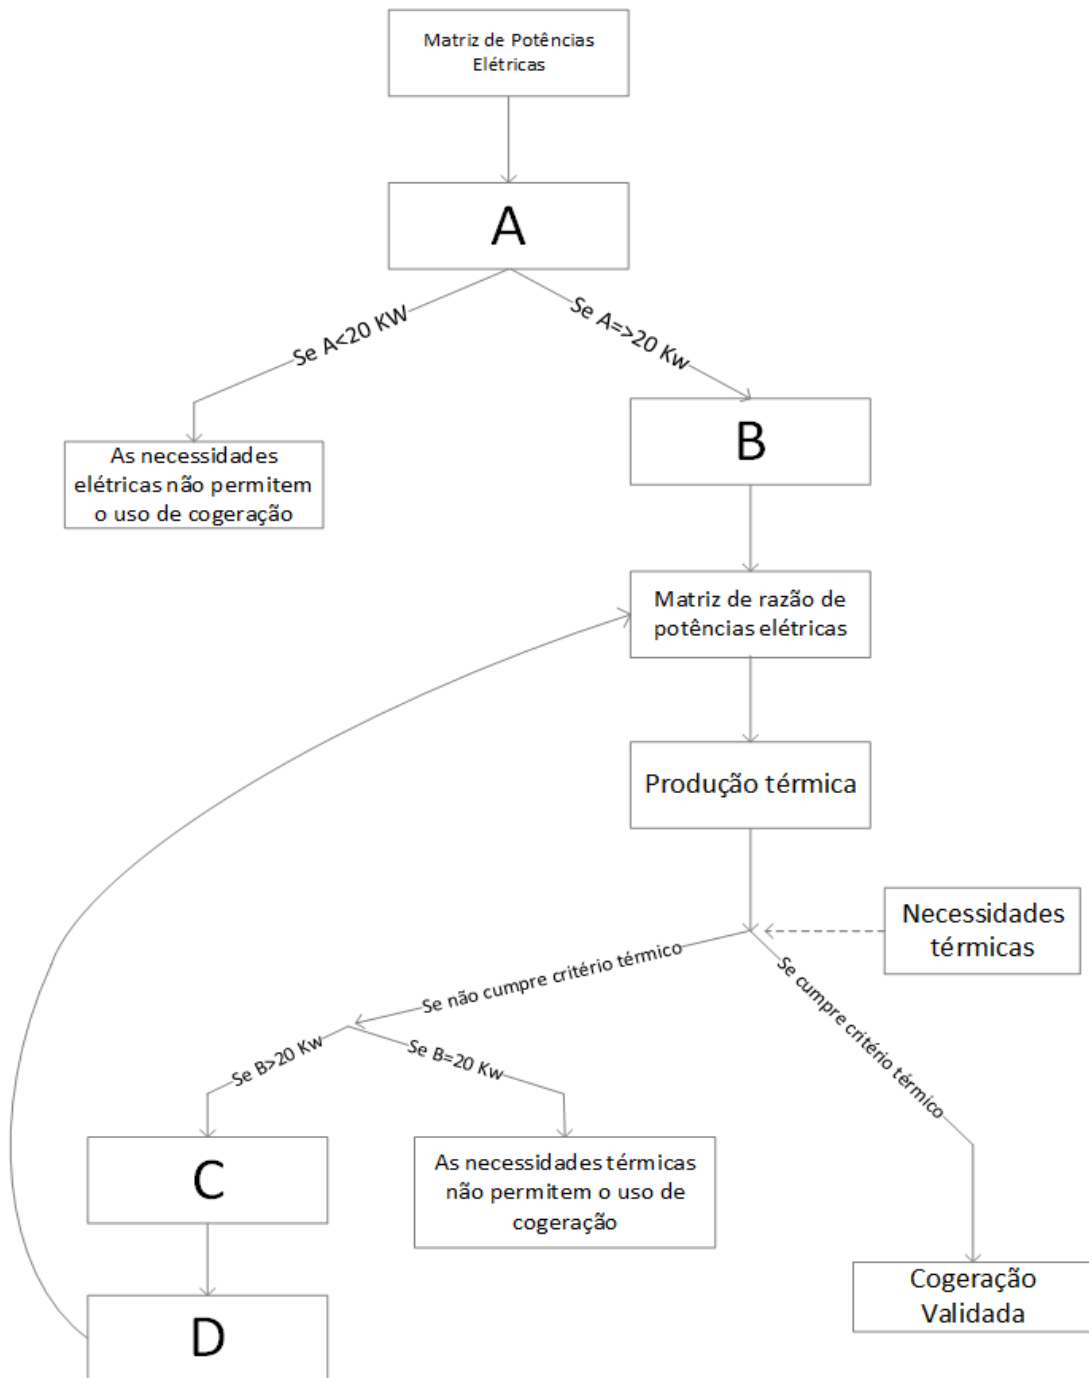 Matriz de Potências
Elétricas
A
Se A<20 KW
Se A=>20 Kw
B
As necessidades
elétricas não permitem
o uso de cogeração
Matriz de razão de
potências elétricas
Produção térmica
Necessidades
térmicas
Se não cumpre critério térmico
Se cumpre critério térmico
Se B>20 Kw
Se B=20 Kw
C
As necessidades térmicas
não permitem o uso de
cogeração
D
Cogeração
Validada